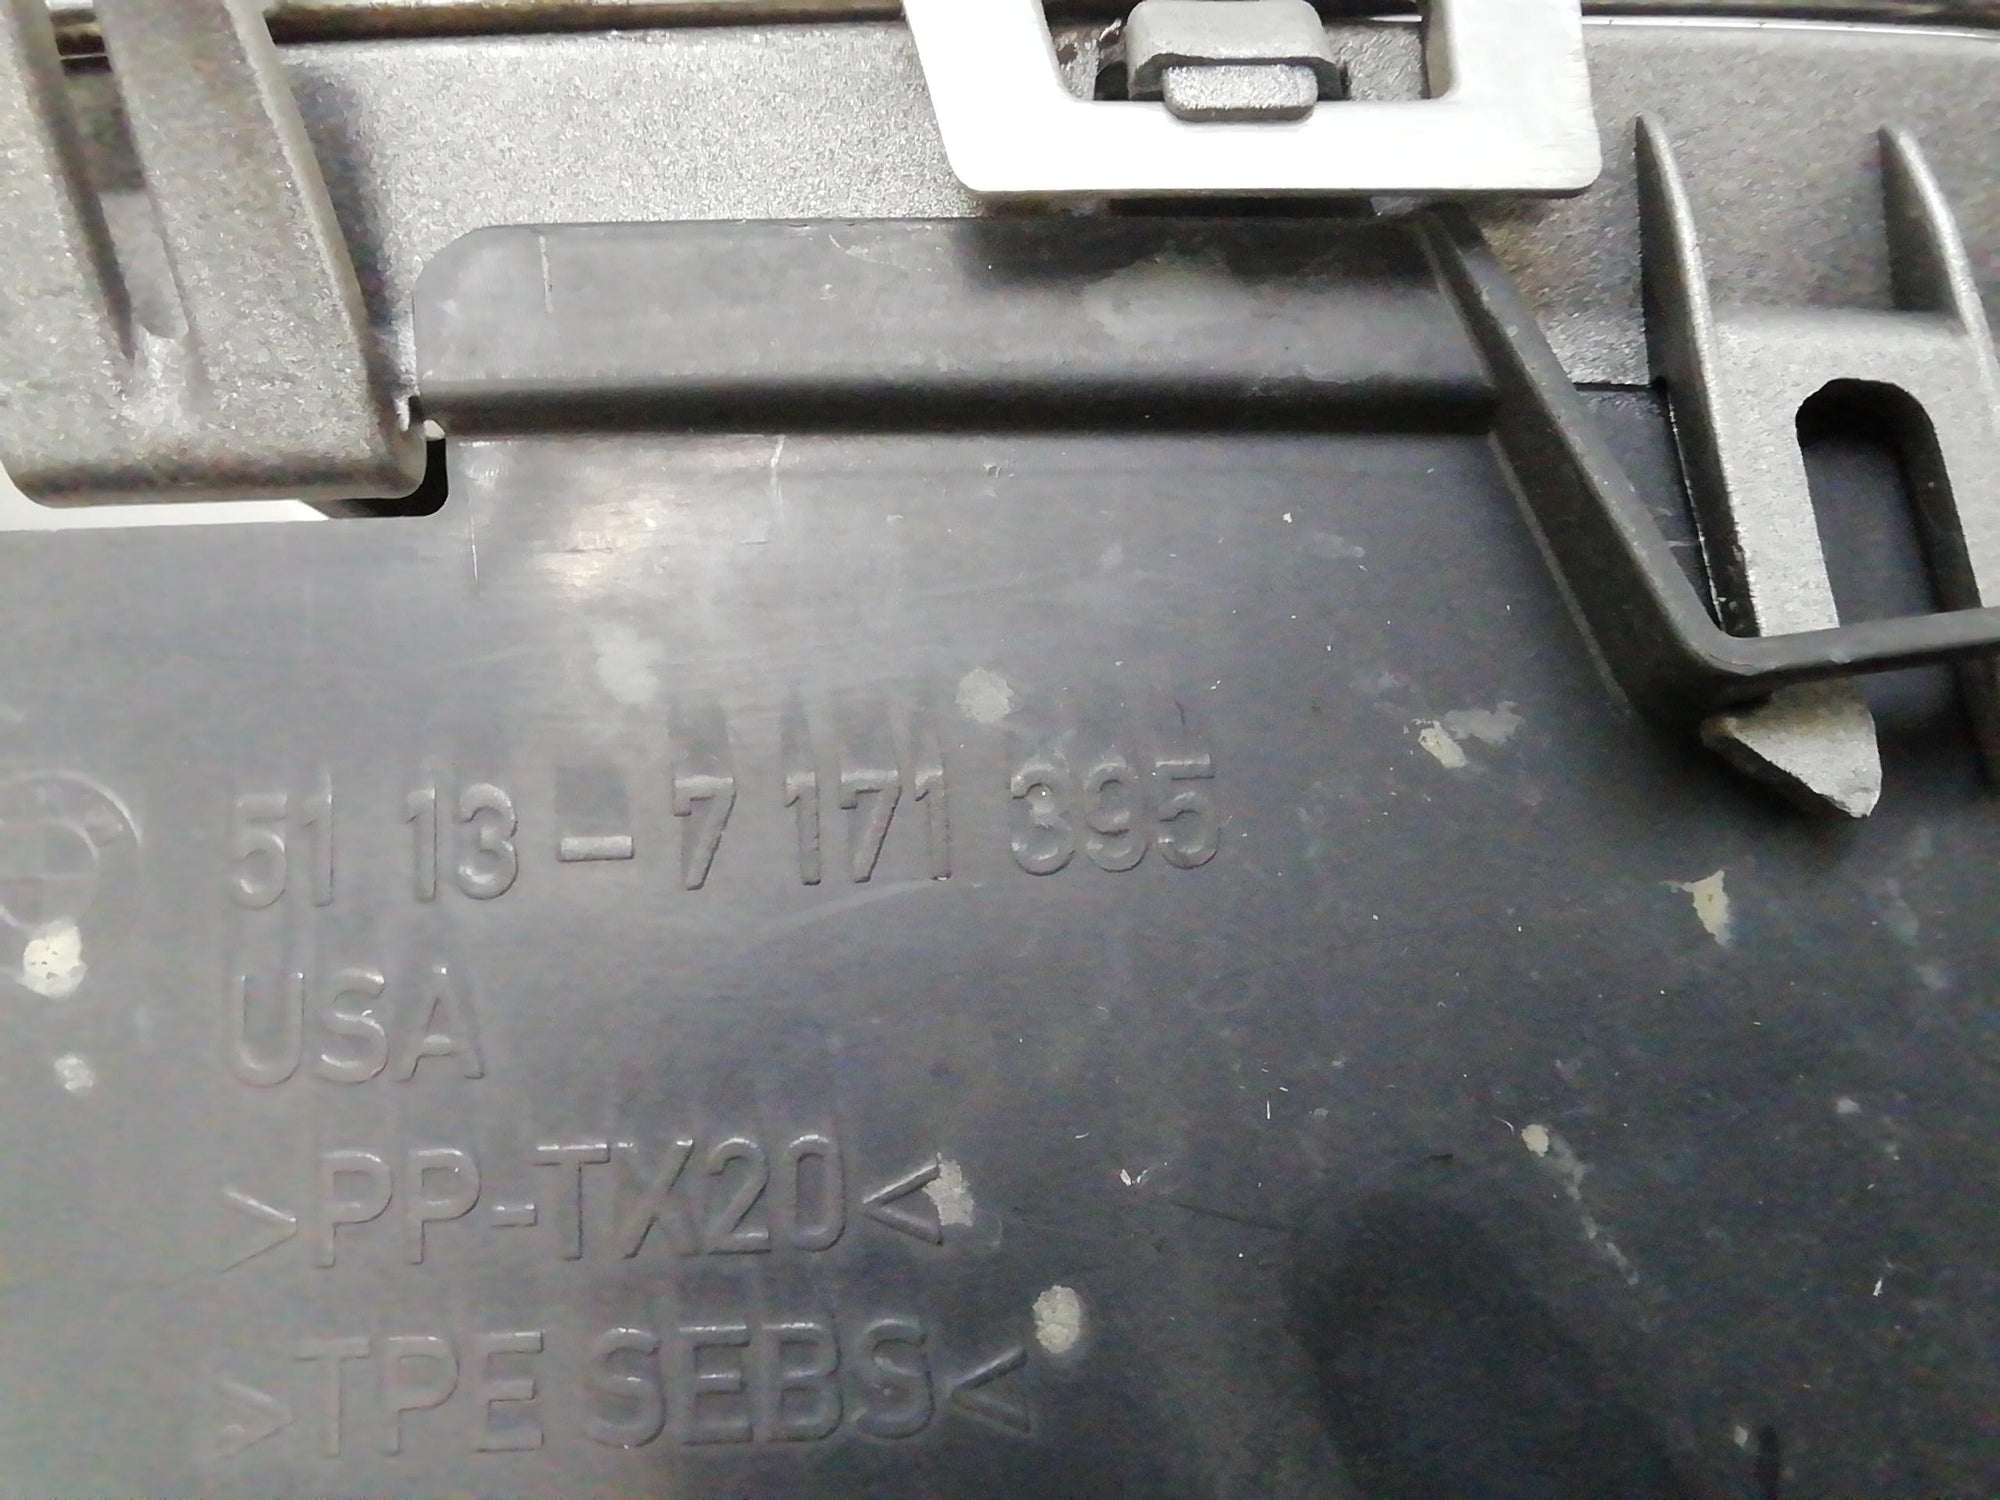 51 13-7 171 395
USA
>PP-TX20<
>TPE SEBS<